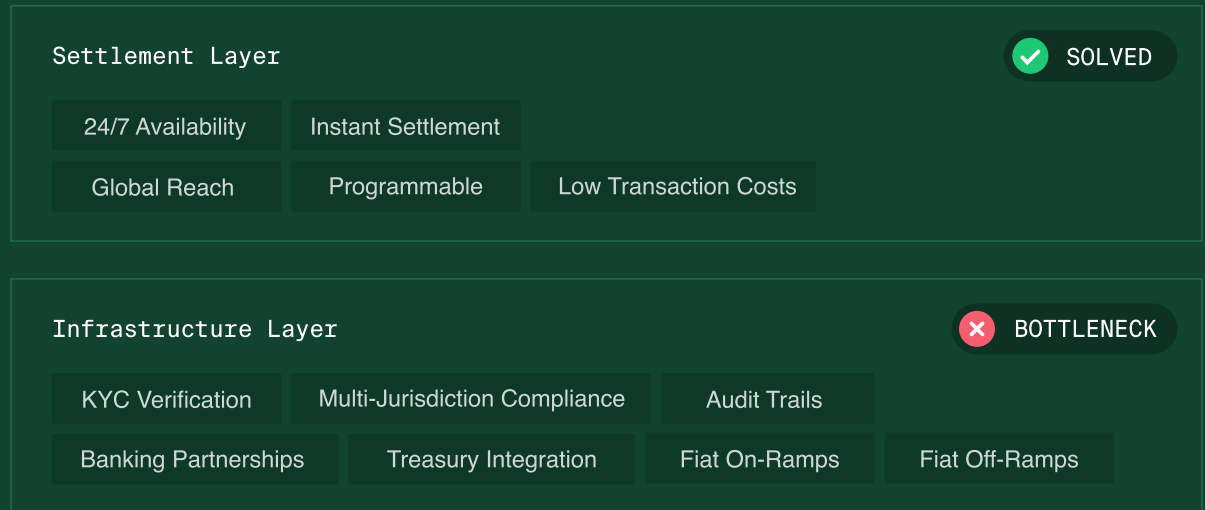 Settlement Layer
SOLVED
24/7 Availability
Instant Settlement
Global Reach
Programmable
Low Transaction Costs
Infrastructure Layer
BOTTLENECK
KYC Verification
Multi-Jurisdiction Compliance
Audit Trails
Banking Partnerships
Treasury Integration
Fiat On-Ramps
Fiat Off-Ramps